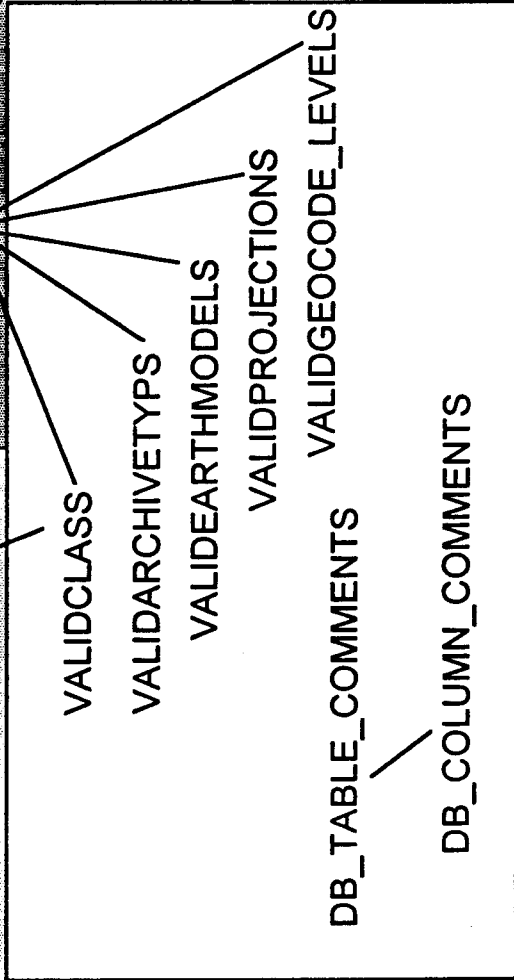 VALIDCLASS
VALIDARCHIVETYPS
VALIDEARTHMODELS
VALIDPROJECTIONS
VALIDGEOCODE_LEVELS
DB_TABLE_COMMENTS
DB_COLUMN_COMMENTS